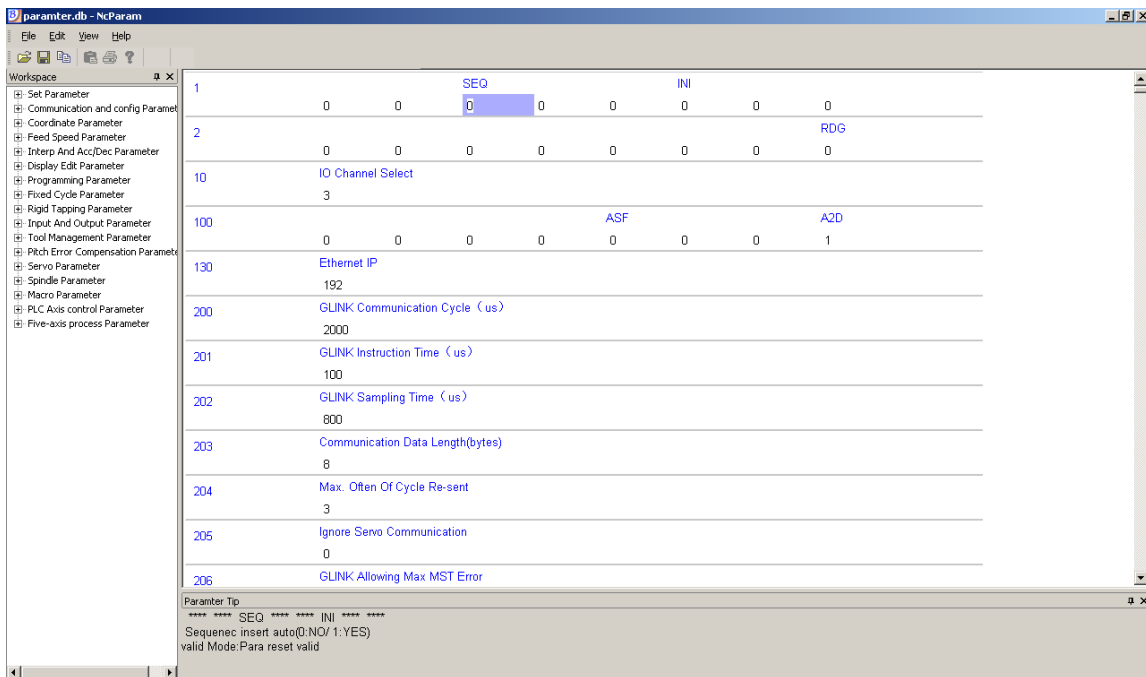 paramter.db - NcParam
File Edit View Help
Workspace
Set Parameter
Communication and config Paramet
Coordinate Parameter
Feed Speed Parameter
Interp And Acc/Dec Parameter
Display Edit Parameter
Programming Parameter
Fixed Cycle Parameter
Rigid Tapping Parameter
Input And Output Parameter
Tool Management Parameter
Pitch Error Compensation Paramete
Servo Parameter
Spindle Parameter
Macro Parameter
PLC Axis control Parameter
Five-axis process Parameter
1 SEQ INI
0 0 0 0 0 0 0 0
2 RDG
0 0 0 0 0 0 0 0
10 IO Channel Select
3
100 ASF A2D
0 0 0 0 0 0 0 1
130 Ethernet IP
192
200 GLINK Communication Cycle（us）
2000
201 GLINK Instruction Time（us）
100
202 GLINK Sampling Time（us）
800
203 Communication Data Length(bytes)
8
204 Max. Often Of Cycle Re-sent
3
205 Ignore Servo Communication
0
206 GLINK Allowing Max MST Error
Paramter Tip
**** **** SEQ **** **** INI **** ****
Sequenec insert auto(0:NO/ 1:YES)
valid Mode:Para reset valid